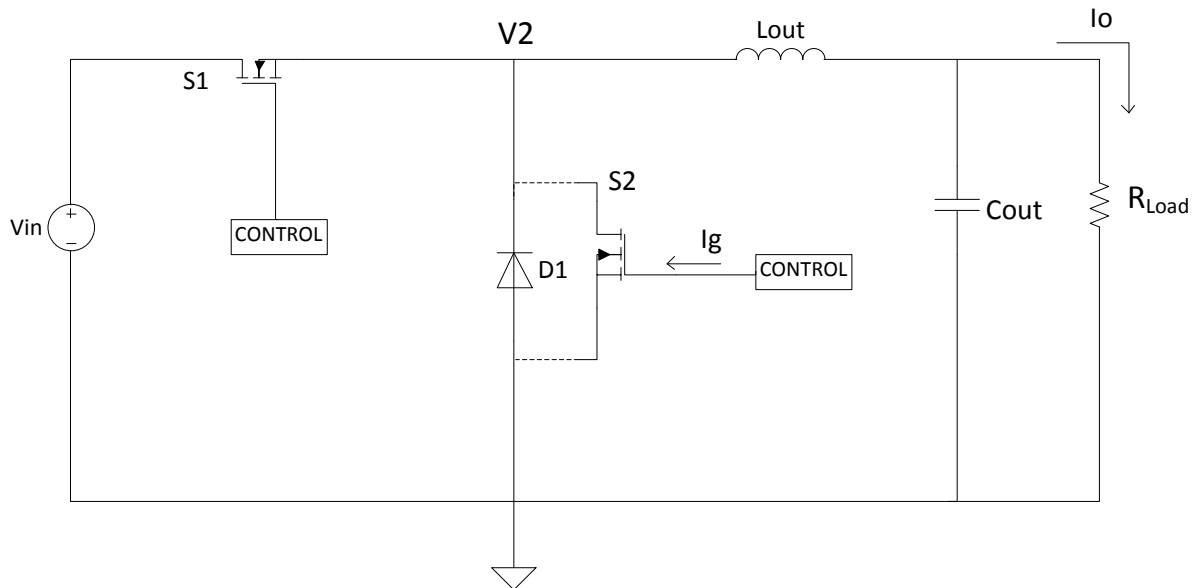 V2
Lout
Io
S1
S2
Vin
+
−
CONTROL
D1
Ig
CONTROL
Cout
RLoad